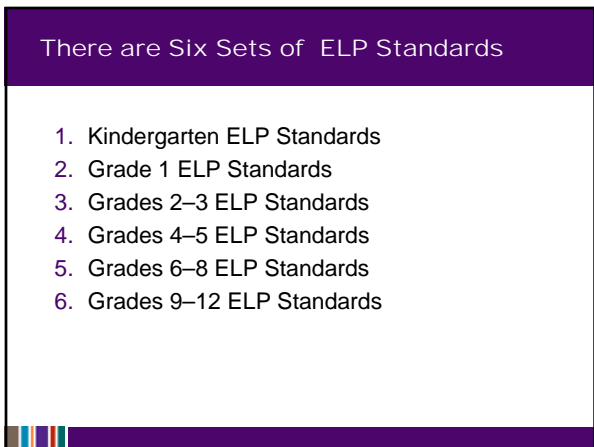 There are Six Sets of ELP Standards
1. Kindergarten ELP Standards
2. Grade 1 ELP Standards
3. Grades 2–3 ELP Standards
4. Grades 4–5 ELP Standards
5. Grades 6–8 ELP Standards
6. Grades 9–12 ELP Standards